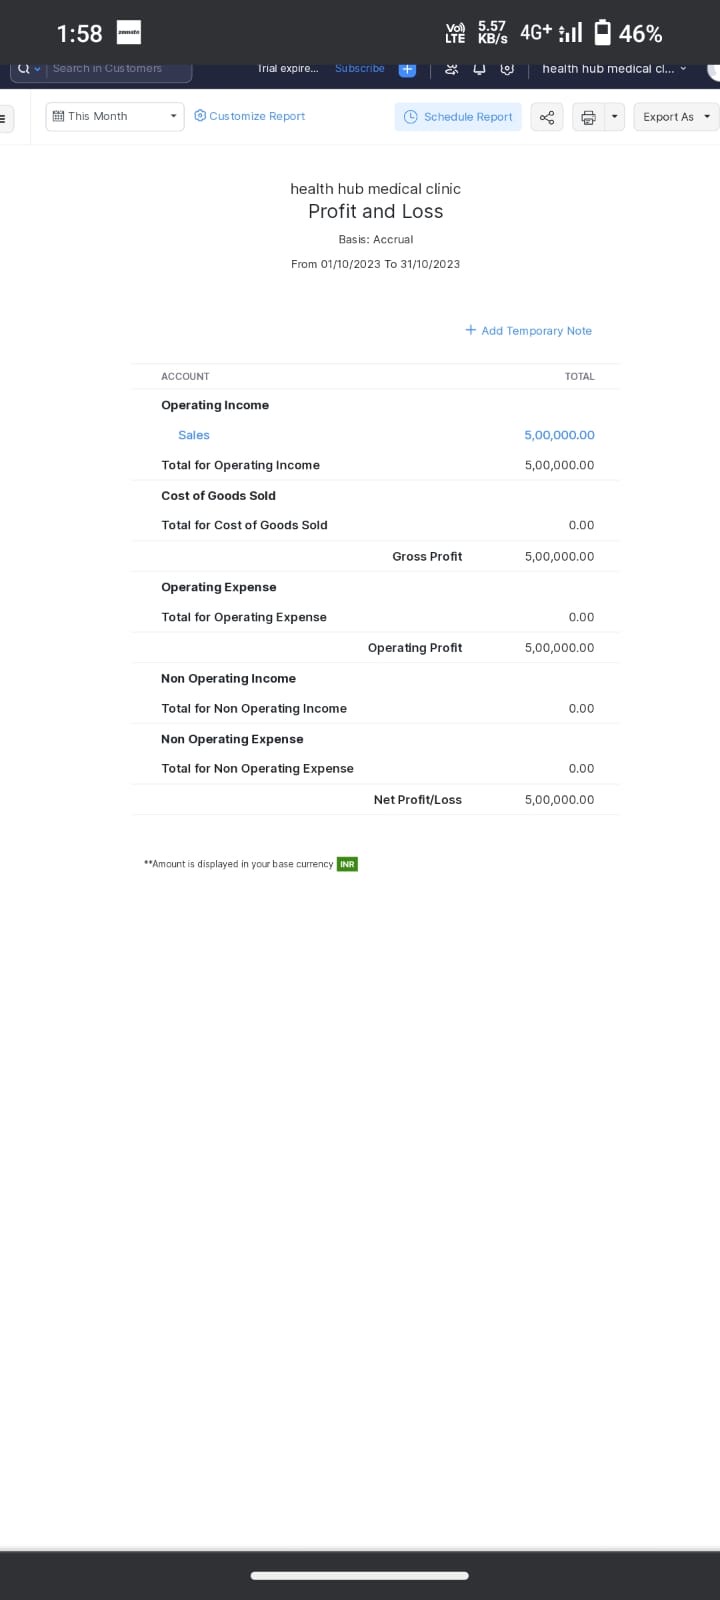 1:58 zomato Vo) LTE 5.57 KB/s 4G+ 46%
Search in Customers Trial expire... Subscribe health hub medical cl...
This Month Customize Report Schedule Report Export As
health hub medical clinic
Profit and Loss
Basis: Accrual
From 01/10/2023 To 31/10/2023
+ Add Temporary Note
ACCOUNT TOTAL
Operating Income
Sales 5,00,000.00
Total for Operating Income 5,00,000.00
Cost of Goods Sold
Total for Cost of Goods Sold 0.00
Gross Profit 5,00,000.00
Operating Expense
Total for Operating Expense 0.00
Operating Profit 5,00,000.00
Non Operating Income
Total for Non Operating Income 0.00
Non Operating Expense
Total for Non Operating Expense 0.00
Net Profit/Loss 5,00,000.00
**Amount is displayed in your base currency INR